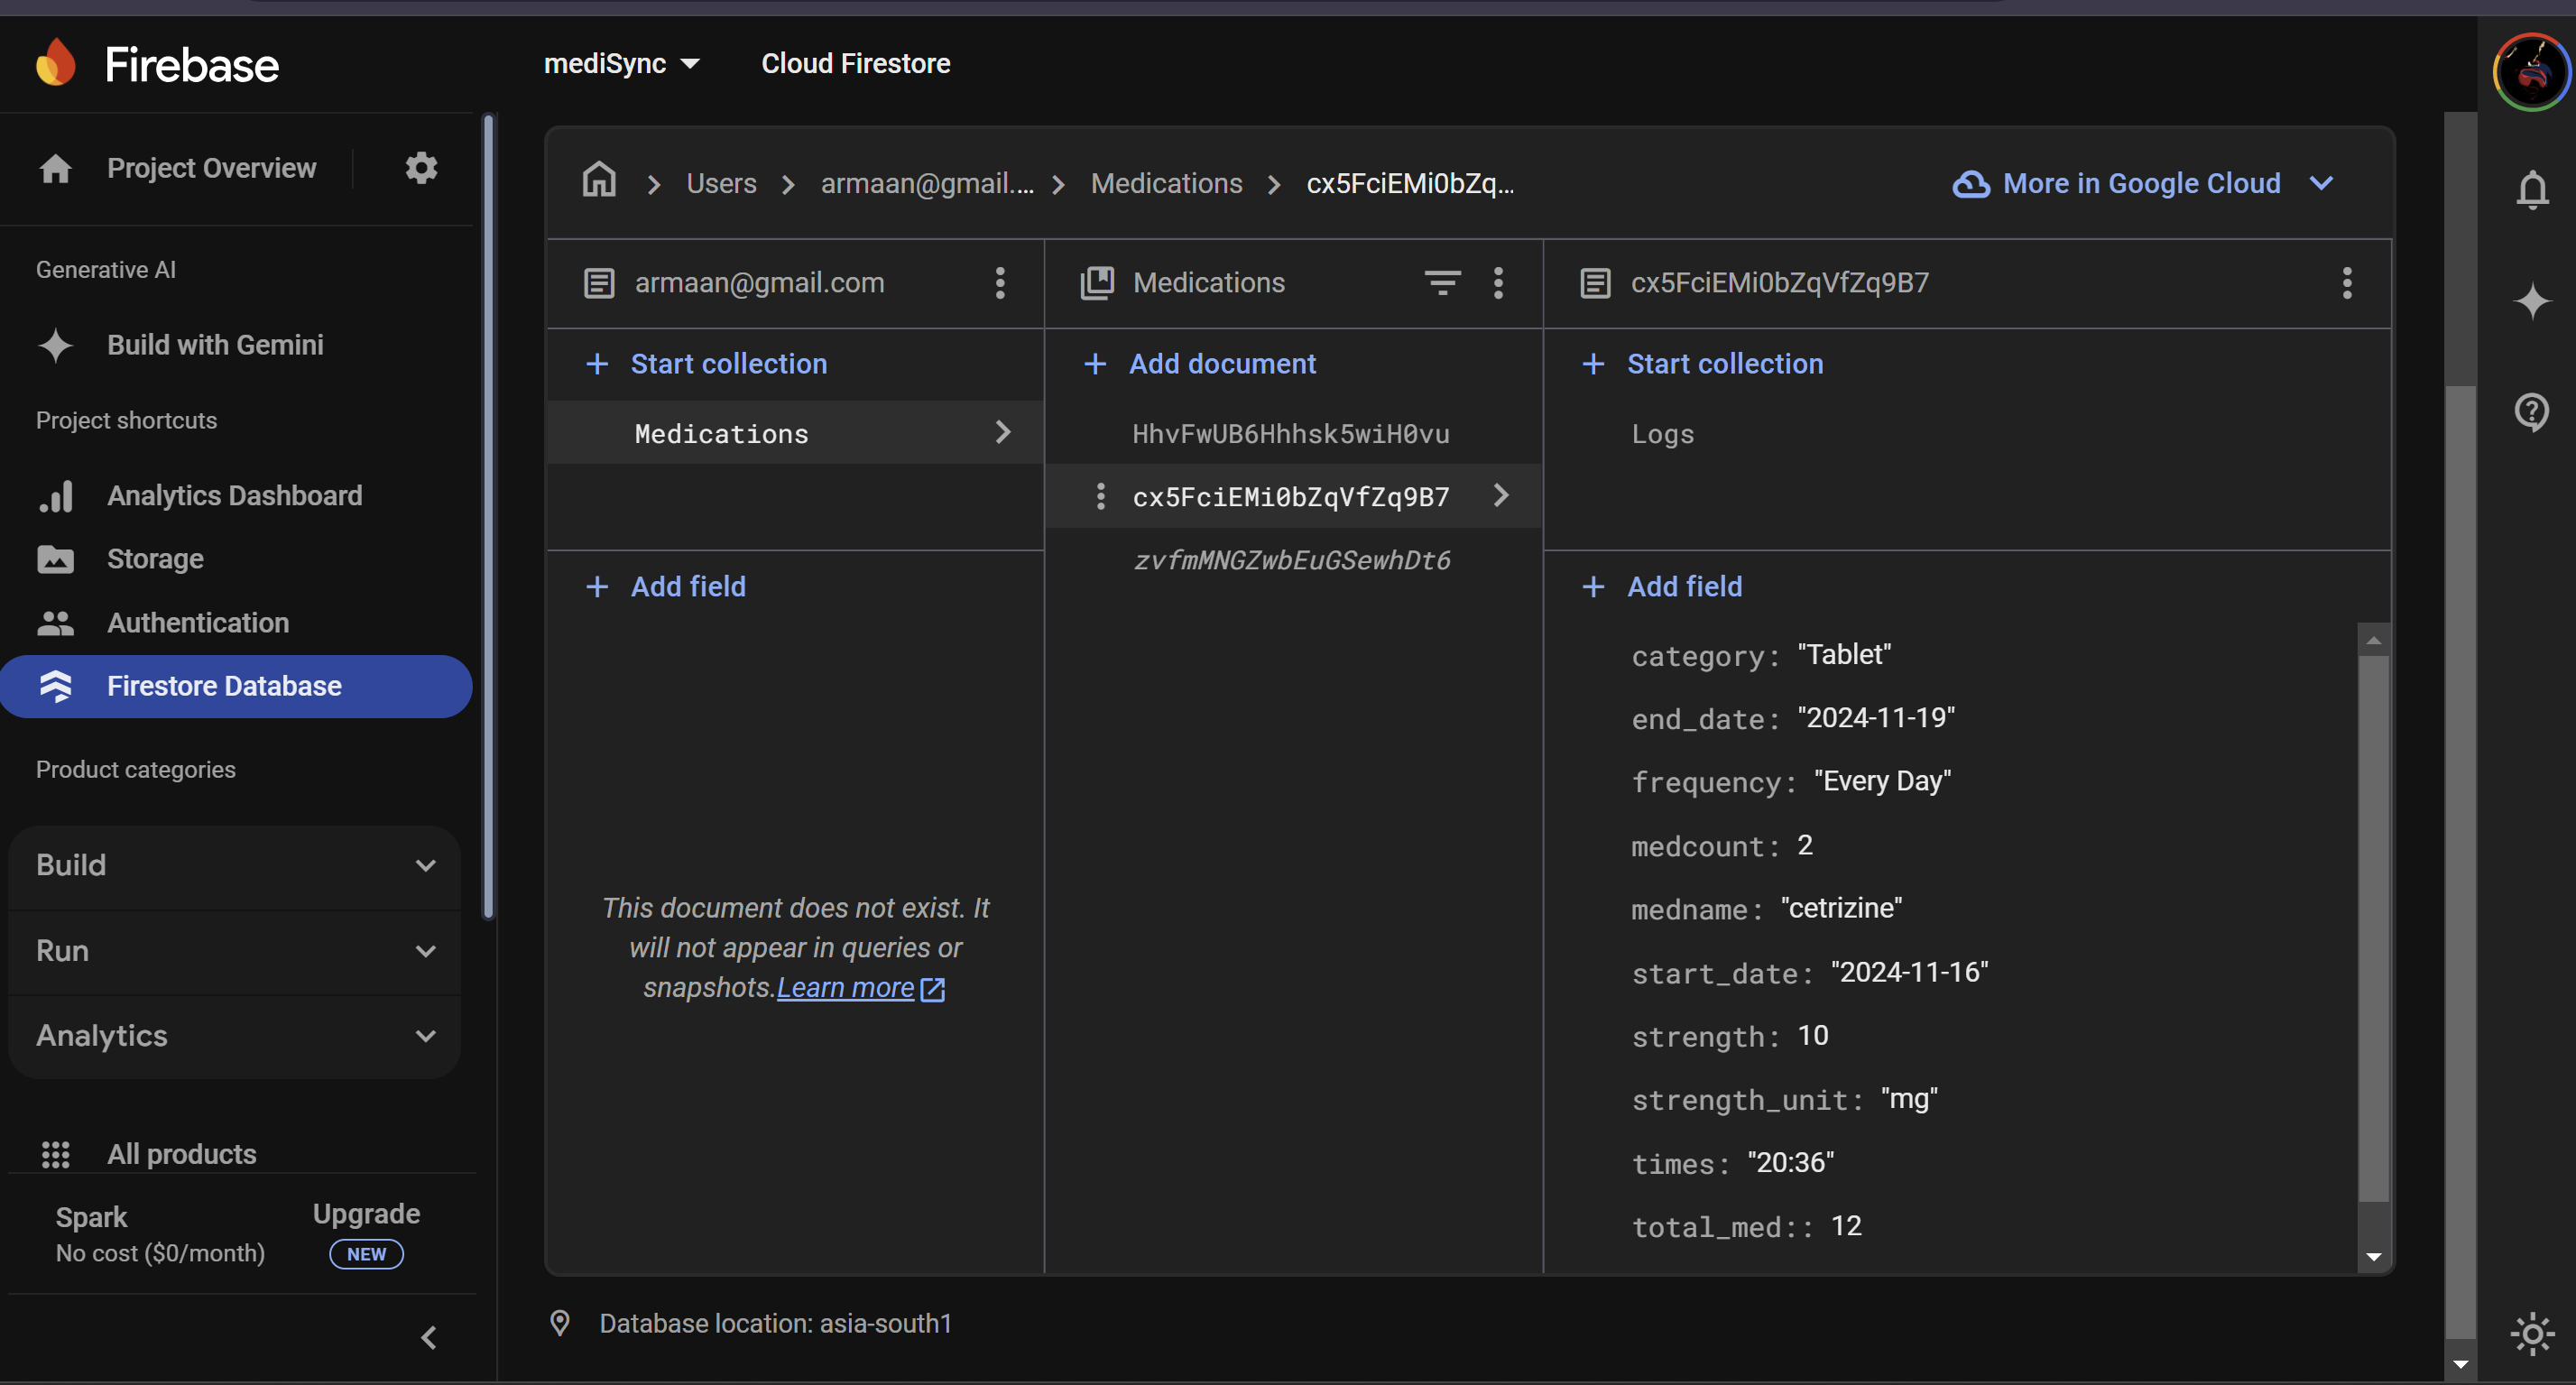 Firebase
mediSync
Cloud Firestore
Project Overview
Generative AI
Build with Gemini
Project shortcuts
Analytics Dashboard
Storage
Authentication
Firestore Database
Product categories
Build
Run
Analytics
All products
Spark
No cost ($0/month)
Upgrade
NEW
Users
armaan@gmail....
Medications
cx5FciEMi0bZq...
More in Google Cloud
armaan@gmail.com
Start collection
Medications
Add field
This document does not exist. It
will not appear in queries or
snapshots.Learn more
Medications
Add document
HhvFwUB6Hhhsk5wiH0vu
cx5FciEMi0bZqVfZq9B7
zvfmMNGZwbEuGSewhDt6
cx5FciEMi0bZqVfZq9B7
Start collection
Logs
Add field
category: "Tablet"
end_date: "2024-11-19"
frequency: "Every Day"
medcount: 2
medname: "cetrizine"
start_date: "2024-11-16"
strength: 10
strength_unit: "mg"
times: "20:36"
total_med:: 12
Database location: asia-south1